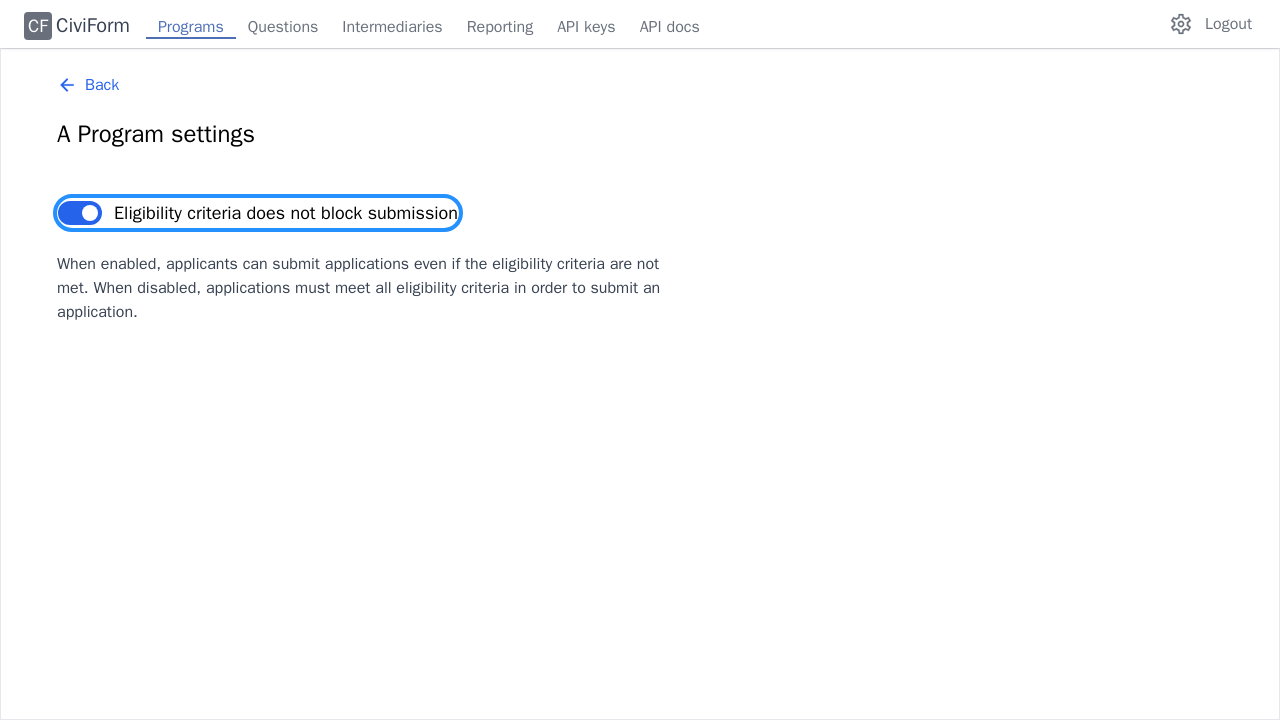 CF CiviForm Programs Questions Intermediaries Reporting API keys API docs Logout
Back
A Program settings
Eligibility criteria does not block submission
When enabled, applicants can submit applications even if the eligibility criteria are not
met. When disabled, applications must meet all eligibility criteria in order to submit an
application.